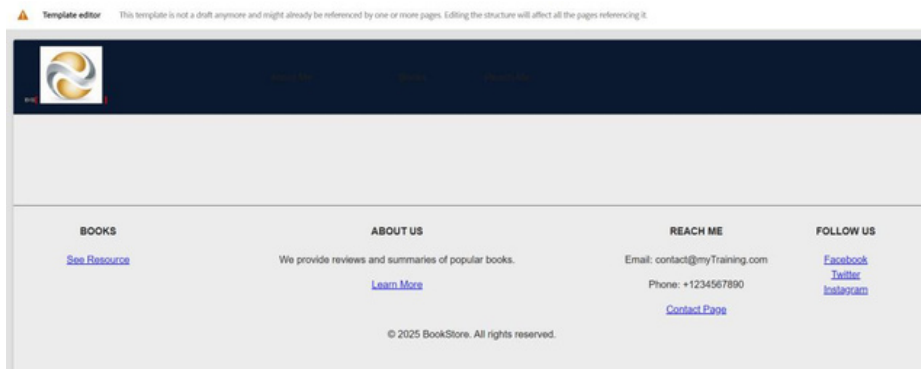 Template editor This template is not a draft anymore and might already be referenced by one or more pages. Editing the structure will affect all the pages referencing it.
BOOKS
See Resource
ABOUT US
We provide reviews and summaries of popular books.
Learn More
REACH ME
Email: contact@myTraining.com
Phone: +1234567890
Contact Page
FOLLOW US
Facebook
Twitter
Instagram
© 2025 BookStore. All rights reserved.